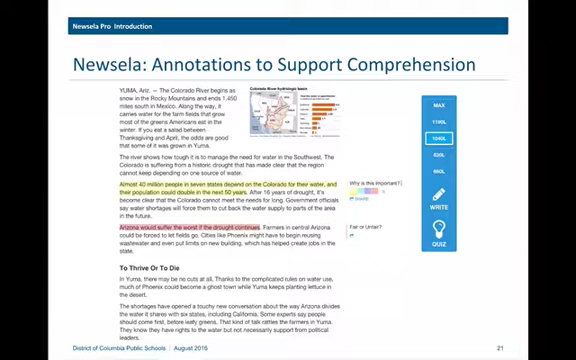 Newsela Pro Introduction
Newsela: Annotations to Support Comprehension
YUMA, Ariz. — The Colorado River begins as
snow in the Rocky Mountains and ends 1,450
miles south in Mexico. Along the way, it
carries water for the farm fields that grow
most of the greens Americans eat in the
winter. If you eat a salad between
Thanksgiving and April, the odds are good
that some of it was grown in Yuma.
Colorado River hydrologic basin
The river shows how tough it is to manage the need for water in the Southwest. The
Colorado is suffering from a historic drought that has made clear that the region
cannot keep depending on one source of water.
Almost 40 million people in seven states depend on the Colorado for their water, and
their population could double in the next 50 years. After 16 years of drought, it's
become clear that the Colorado cannot meet the needs for long. Government officials
say water shortages will force them to cut back the water supply to parts of the area
in the future.
Why is this important?
Arizona would suffer the worst if the drought continues. Farmers in central Arizona
could be forced to let fields go. Cities like Phoenix might have to begin reusing
wastewater and even put limits on new building, which has helped create jobs in the
state.
Fair or Unfair?
To Thrive Or To Die
In Yuma, there may be no cuts at all. Thanks to the complicated rules on water use,
much of Phoenix could become a ghost town while Yuma keeps planting lettuce in
the desert.
The shortages have opened a touchy new conversation about the way Arizona divides
the water it shares with six states, including California. Some experts say people
should come first, before leafy greens. That kind of talk rattles the farmers in Yuma.
They know they have rights to the water but not necessarily support from political
leaders.
MAX
1100L
1040L
830L
WRITE
QUIZ
District of Columbia Public Schools | August 2016
21